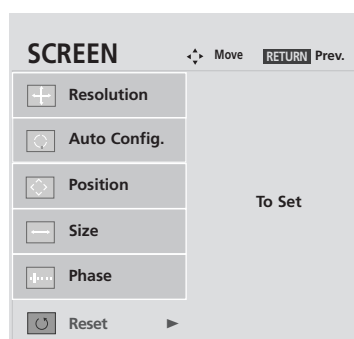 SCREEN Move RETURN Prev.
Resolution
Auto Config.
Position
To Set
Size
Phase
Reset